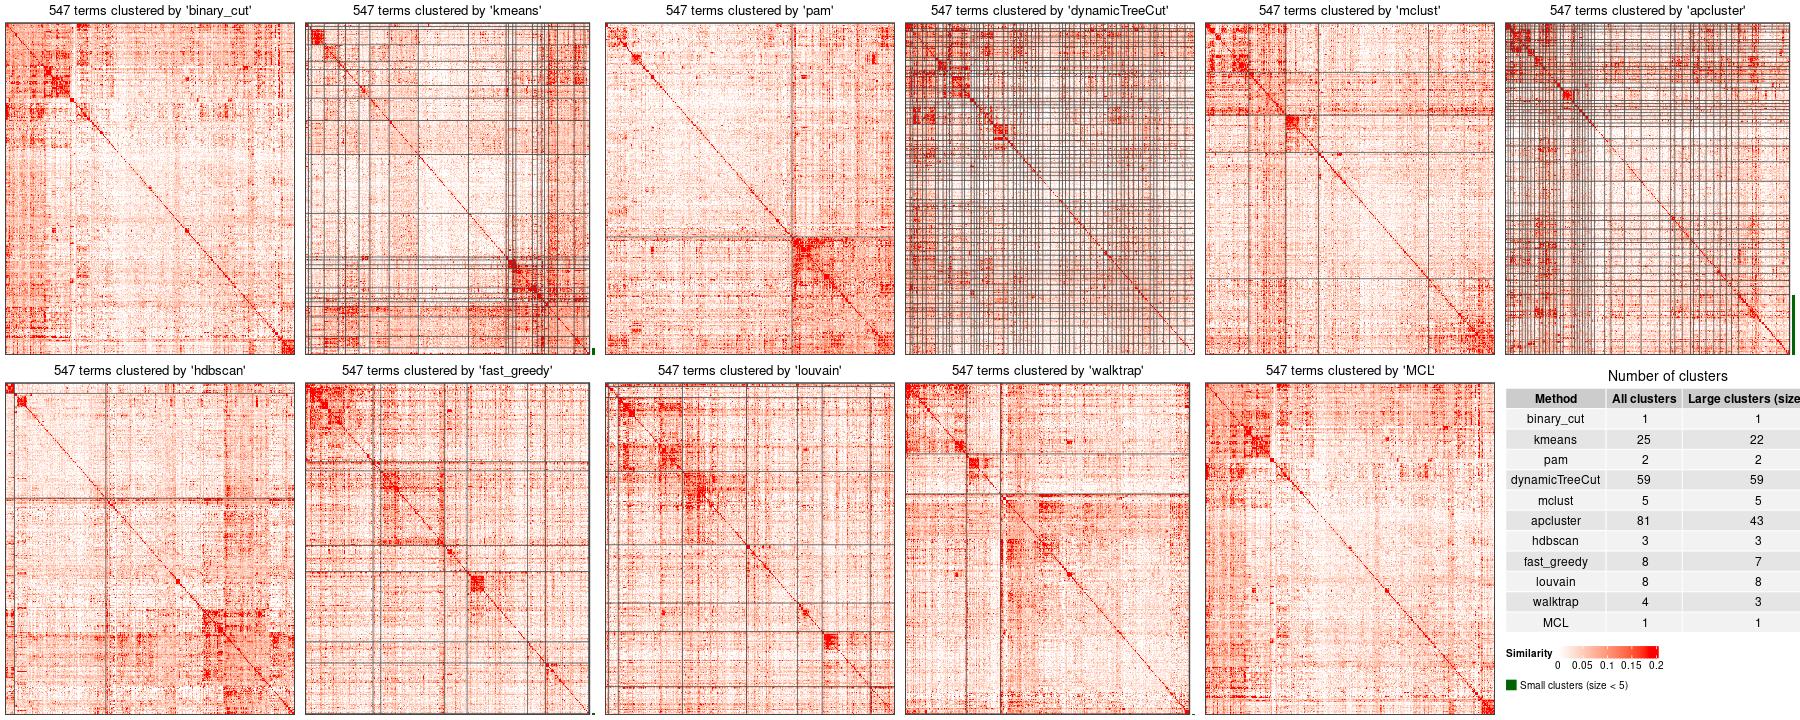 547 terms clustered by 'binary_cut'
547 terms clustered by 'kmeans'
547 terms clustered by 'pam'
547 terms clustered by 'dynamicTreeCut'
547 terms clustered by 'mclust'
547 terms clustered by 'apcluster'
547 terms clustered by 'hdbscan'
547 terms clustered by 'fast_greedy'
547 terms clustered by 'louvain'
547 terms clustered by 'walktrap'
547 terms clustered by 'MCL'
Number of clusters
Method All clusters Large clusters (size
binary_cut 1 1
kmeans 25 22
pam 2 2
dynamicTreeCut 59 59
mclust 5 5
apcluster 81 43
hdbscan 3 3
fast_greedy 8 7
louvain 8 8
walktrap 4 3
MCL 1 1
Similarity
0 0.05 0.1 0.15 0.2
Small clusters (size < 5)